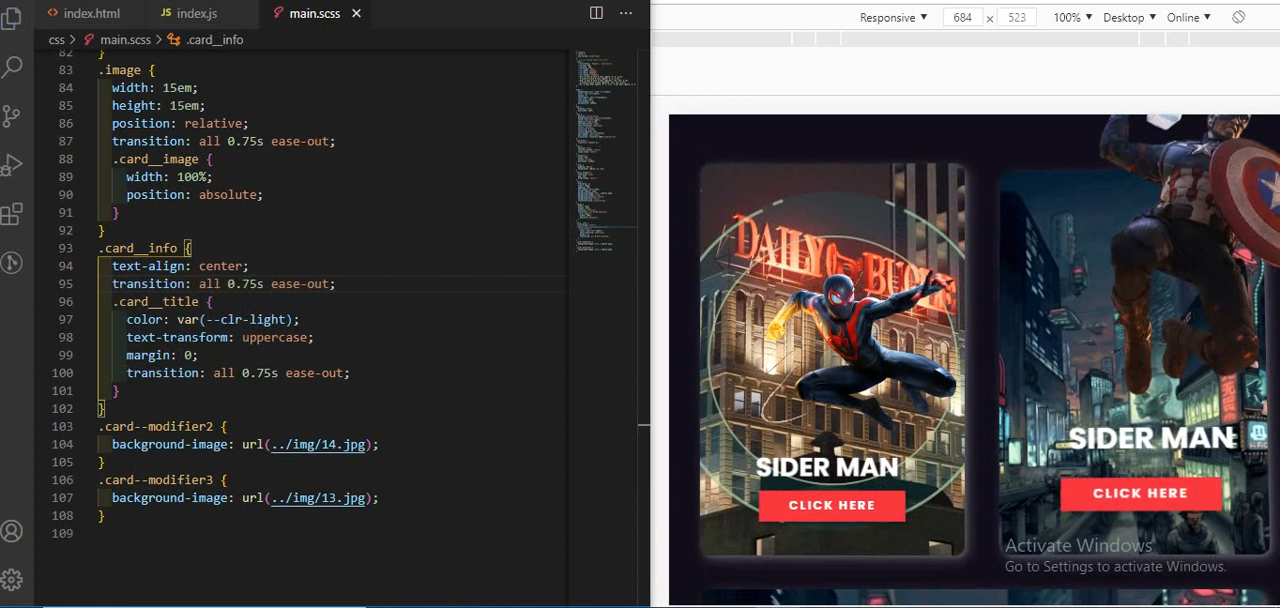 index.html
JS index.js
main.scss
Responsive 684 x 523 100% Desktop Online
css > main.scss > .card__info
82 }
83 .image {
84 width: 15em;
85 height: 15em;
86 position: relative;
87 transition: all 0.75s ease-out;
88 .card__image {
89 width: 100%;
90 position: absolute;
91 }
92 }
93 .card__info {
94 text-align: center;
95 transition: all 0.75s ease-out;
96 .card__title {
97 color: var(--clr-light);
98 text-transform: uppercase;
99 margin: 0;
100 transition: all 0.75s ease-out;
101 }
102 }
103 .card--modifier2 {
104 background-image: url(../img/14.jpg);
105 }
106 .card--modifier3 {
107 background-image: url(../img/13.jpg);
108 }
109
DAILY BUGLE
SIDER MAN
CLICK HERE
SIDER MAN
CLICK HERE
Activate Windows
Go to Settings to activate Windows.